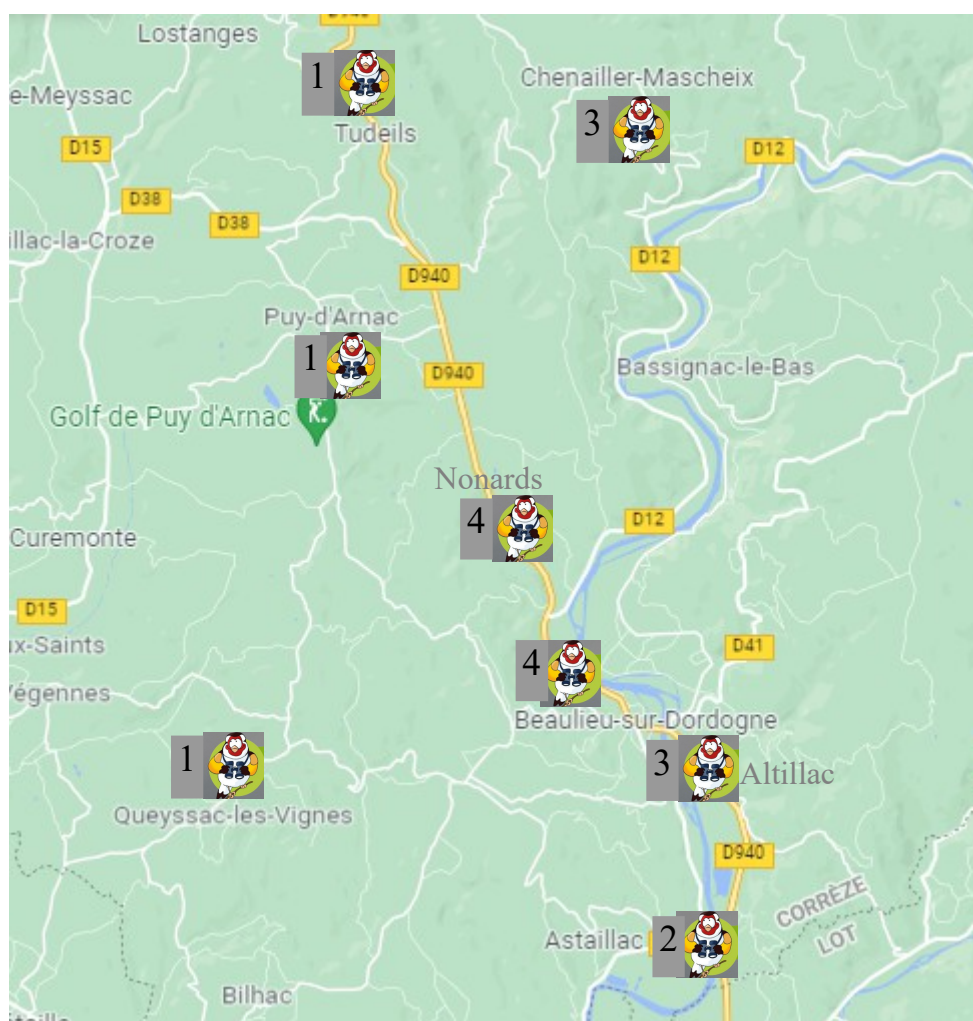 Lostanges
1
Chenailler-Mascheix
e-Meyssac
3
Tudeils
D15
D12
D38
D38
illac-la-Croze
D12
D940
Puy-d'Arnac
1
D940
Bassignac-le-Bas
Golf de Puy d'Arnac
Nonards
4
D12
Curemonte
D15
ux-Saints
D41
4
Végennes
Beaulieu-sur-Dordogne
1
3
Altillac
Queyssac-les-Vignes
D940
CORRÈZE
LOT
Astaillac
2
Bilhac